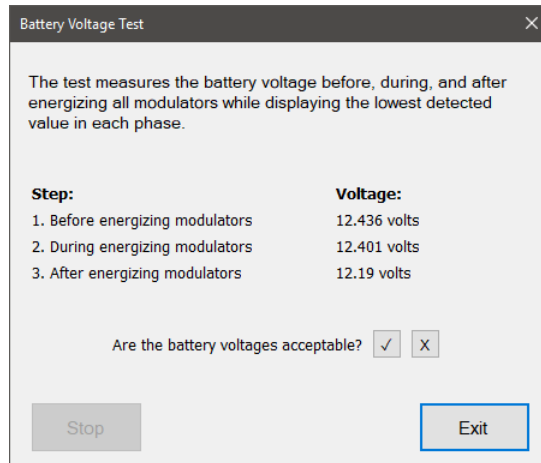 Battery Voltage Test
The test measures the battery voltage before, during, and after
energizing all modulators while displaying the lowest detected
value in each phase.
Step: Voltage:
1. Before energizing modulators 12.436 volts
2. During energizing modulators 12.401 volts
3. After energizing modulators 12.19 volts
Are the battery voltages acceptable? √ X
Stop Exit